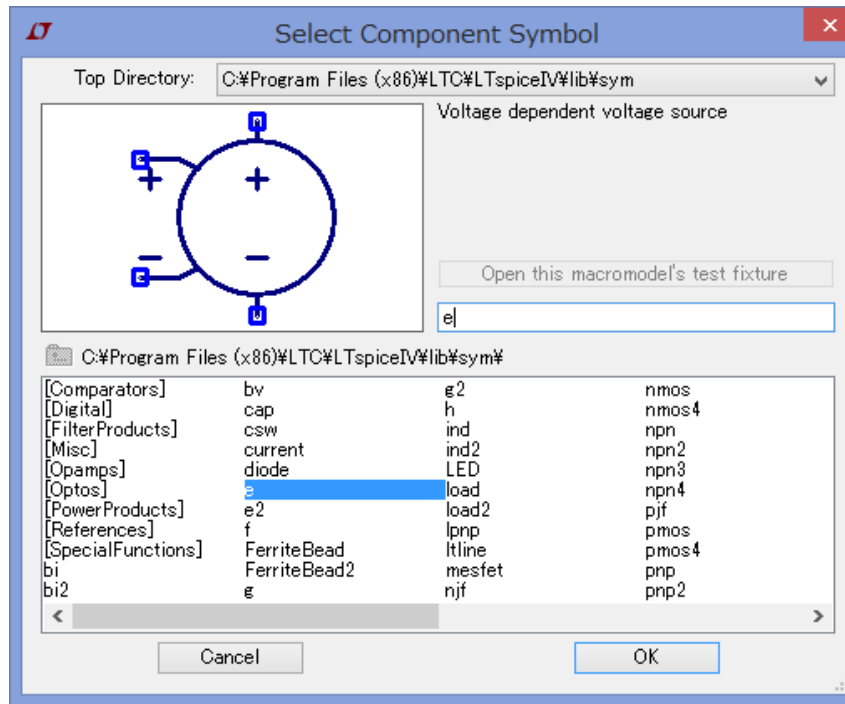 Select Component Symbol
Top Directory: C:¥Program Files (x86)¥LTC¥LTspiceIV¥lib¥sym
Voltage dependent voltage source
+ +
− −
Open this macromodel's test fixture
e
C:¥Program Files (x86)¥LTC¥LTspiceIV¥lib¥sym¥
[Comparators] bv g2 nmos
[Digital] cap h nmos4
[FilterProducts] csw ind npn
[Misc] current ind2 npn2
[Opamps] diode LED npn3
[Optos] e load npn4
[PowerProducts] e2 load2 pjf
[References] f lpnp pmos
[SpecialFunctions] FerriteBead ltline pmos4
bi FerriteBead2 mesfet pnp
bi2 g njf pnp2
Cancel OK